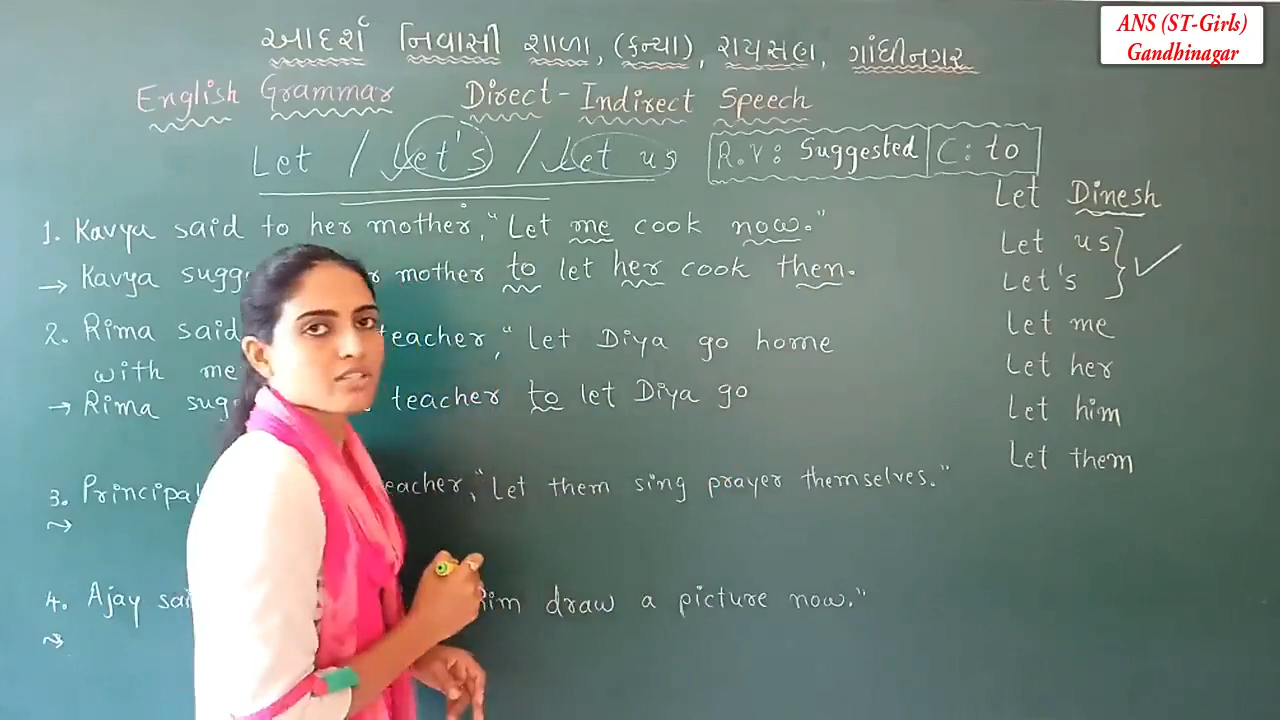 ANS (ST-Girls)
Gandhinagar
આદર્શ નિવાસી શાળા, (કન્યા), રાયસણ, ગાંધીનગર
English Grammar Direct-Indirect Speech
Let / Let's / Let us R.V: Suggested C: to
1. Kavya said to her mother, "Let me cook now."
→ Kavya mother to let her cook then.
2. Rima said teacher, "Let Diya go home
with me
→ Rima teacher to let Diya go
3. Principal "Let them sing prayer themselves."
4. Ajay him draw a picture now."
Let Dinesh
Let us
Let's
Let me
Let her
Let him
Let them